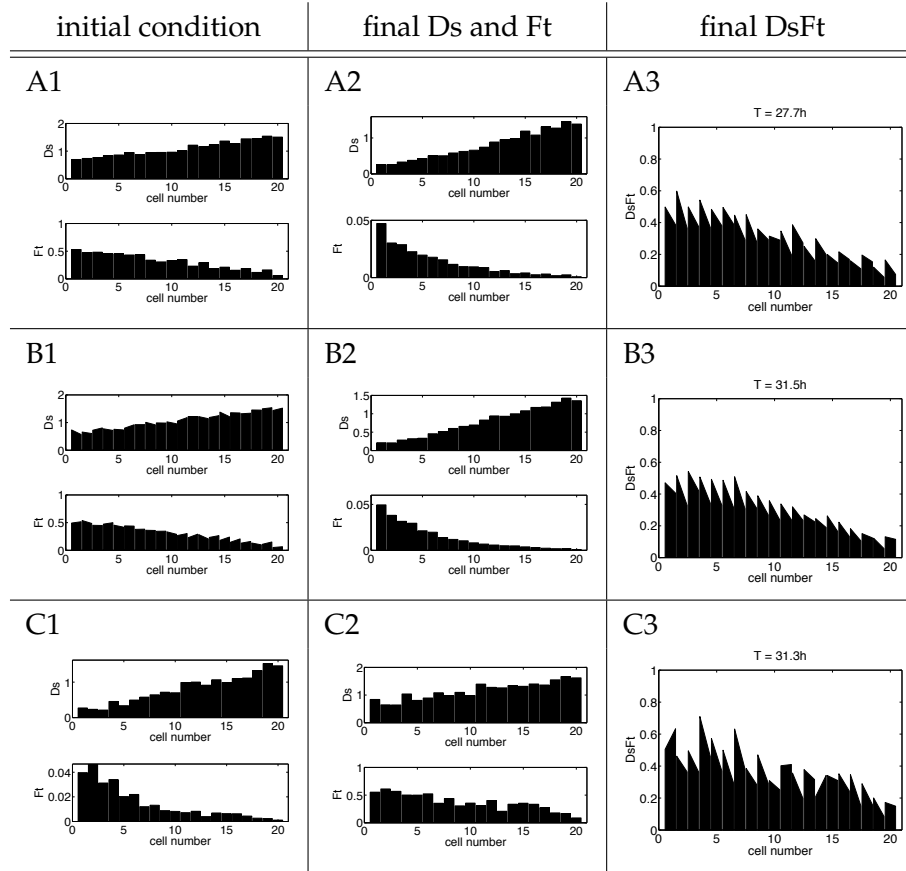 initial condition final Ds and Ft final DsFt
A1 A2 A3
2
1
0
Ds
0 5 10 15 20
cell number
1
0.5
0
Ft
0 5 10 15 20
cell number
1
0
Ds
0 5 10 15 20
cell number
0.05
0
Ft
0 5 10 15 20
cell number
T = 27.7h
1
0.8
0.6
0.4
0.2
0
DsFt
0 5 10 15 20
cell number
B1 B2 B3
2
1
0
Ds
0 5 10 15 20
cell number
1
0.5
0
Ft
0 5 10 15 20
cell number
1.5
1
0.5
0
Ds
0 5 10 15 20
cell number
0.05
0
Ft
0 5 10 15 20
cell number
T = 31.5h
1
0.8
0.6
0.4
0.2
0
DsFt
0 5 10 15 20
cell number
C1 C2 C3
1
0
Ds
0 5 10 15 20
cell number
0.04
0.02
0
Ft
0 5 10 15 20
cell number
2
1
0
Ds
0 5 10 15 20
cell number
1
0.5
0
Ft
0 5 10 15 20
cell number
T = 31.3h
1
0.8
0.6
0.4
0.2
0
DsFt
0 5 10 15 20
cell number